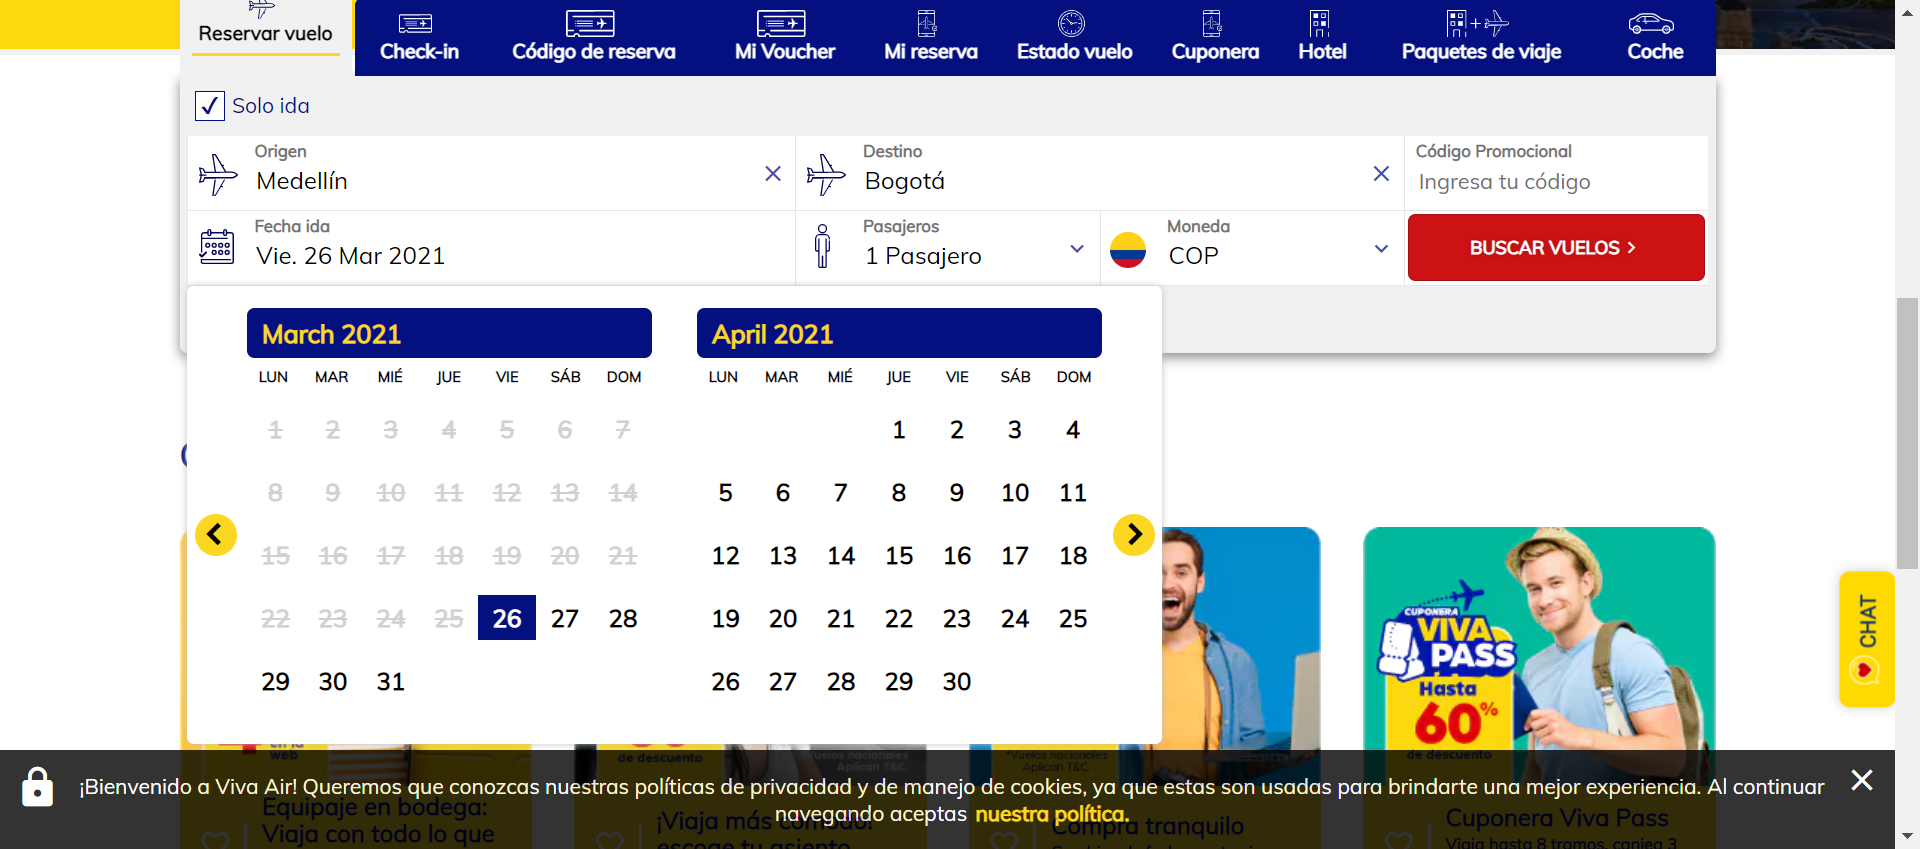 Reservar vuelo
Check-in
Código de reserva
Mi Voucher
Mi reserva
Estado vuelo
Cuponera
Hotel
Paquetes de viaje
Coche
Solo ida
Origen
Medellín
Destino
Bogotá
Código Promocional
Ingresa tu código
Fecha ida
Vie. 26 Mar 2021
Pasajeros
1 Pasajero
Moneda
COP
BUSCAR VUELOS
March 2021
LUN MAR MIÉ JUE VIE SÁB DOM
1 2 3 4 5 6 7
8 9 10 11 12 13 14
15 16 17 18 19 20 21
22 23 24 25 26 27 28
29 30 31
April 2021
LUN MAR MIÉ JUE VIE SÁB DOM
1 2 3 4
5 6 7 8 9 10 11
12 13 14 15 16 17 18
19 20 21 22 23 24 25
26 27 28 29 30
CUPONERA
VIVA
PASS
Hasta
60%
de descuento
CHAT
web
de descuento
Vuelos nacionales
Aplican T&C.
*Vuelos nacionales
Aplican T&C.
¡Bienvenido a Viva Air! Queremos que conozcas nuestras políticas de privacidad y de manejo de cookies, ya que estas son usadas para brindarte una mejor experiencia. Al continuar
navegando aceptas nuestra política.
Equipaje en bodega:
Viaja con todo lo que
¡Viaja más cómodo!
escoge tu asiento
Compra tranquilo
Cuponera Viva Pass
Viaja hasta 8 tramos, canjea 3